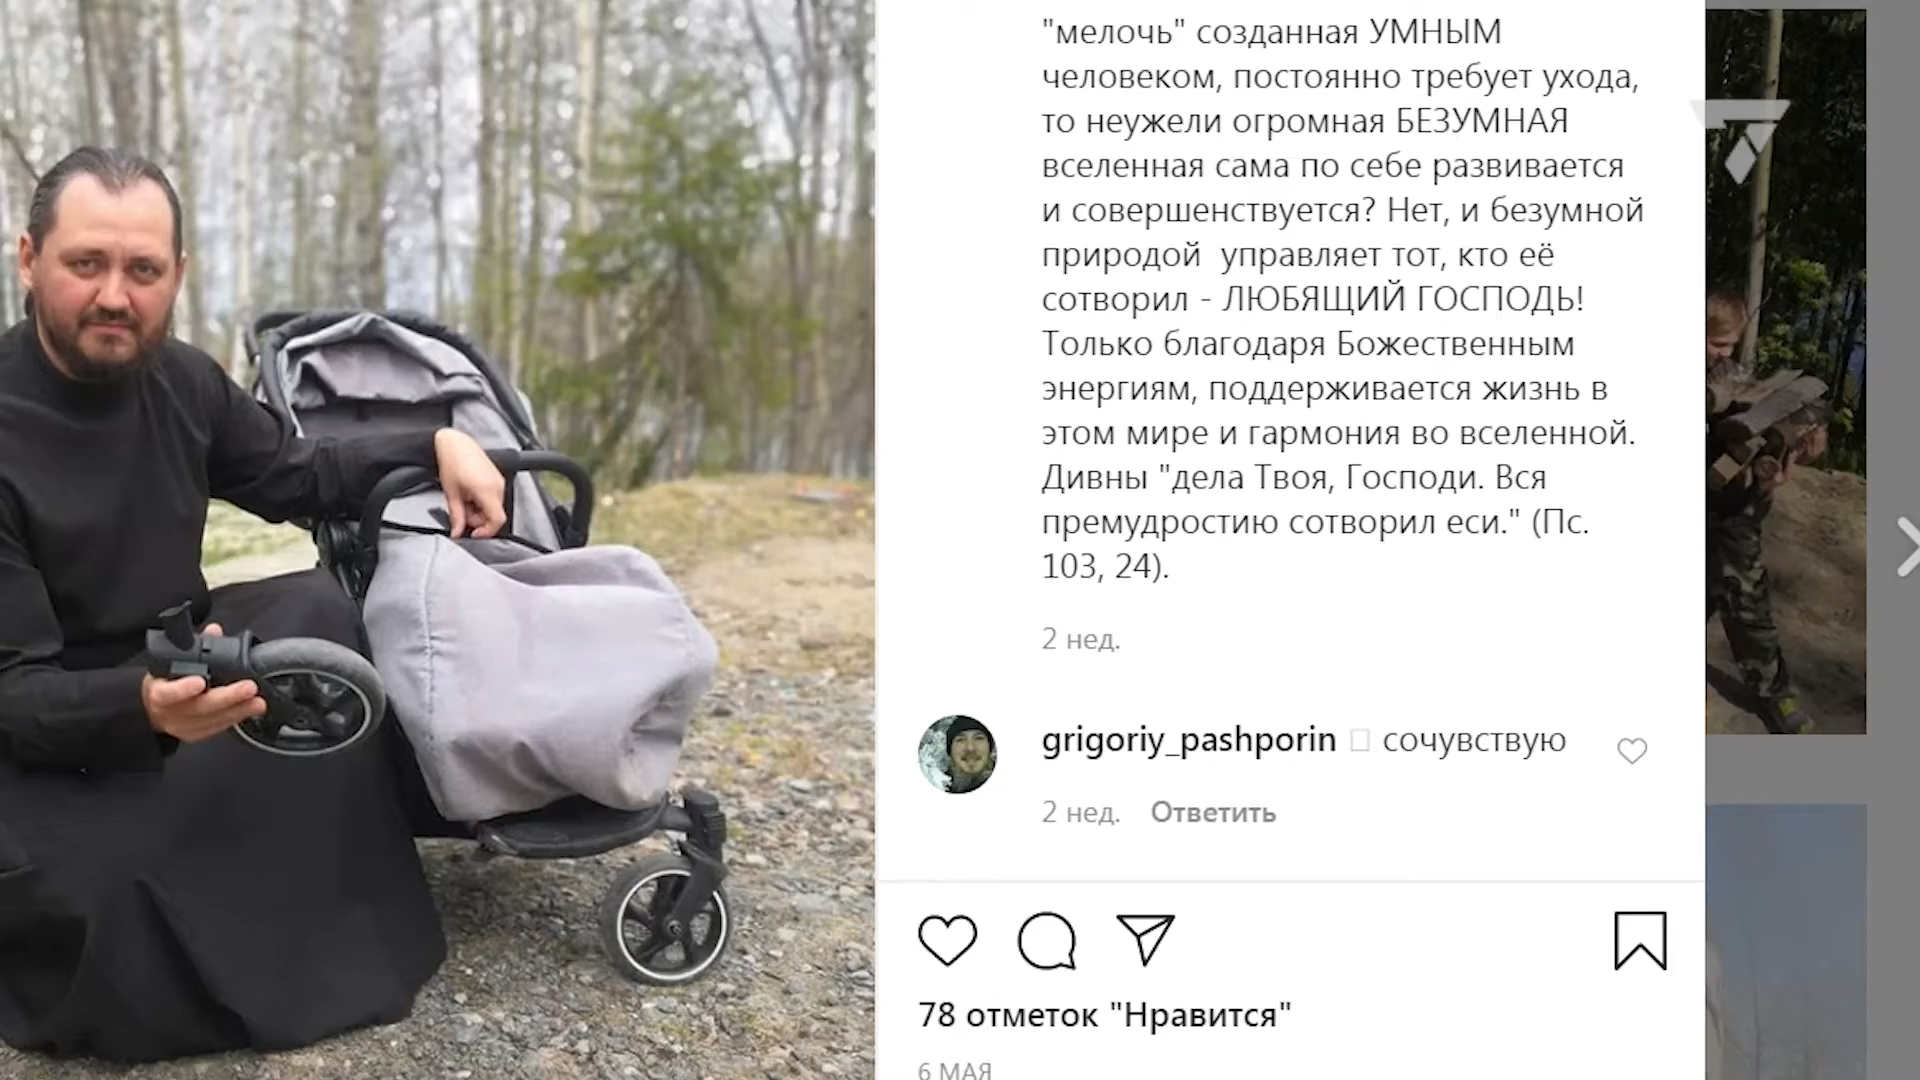 "мелочь" созданная УМНЫМ
человеком, постоянно требует ухода,
то неужели огромная БЕЗУМНАЯ
вселенная сама по себе развивается
и совершенствуется? Нет, и безумной
природой  управляет тот, кто её
сотворил - ЛЮБЯЩИЙ ГОСПОДЬ!
Только благодаря Божественным
энергиям, поддерживается жизнь в
этом мире и гармония во вселенной.
Дивны "дела Твоя, Господи. Вся
премудростию сотворил еси." (Пс.
103, 24).
2 нед.
grigoriy_pashporin сочувствую
2 нед. Ответить
78 отметок "Нравится"
6 МАЯ